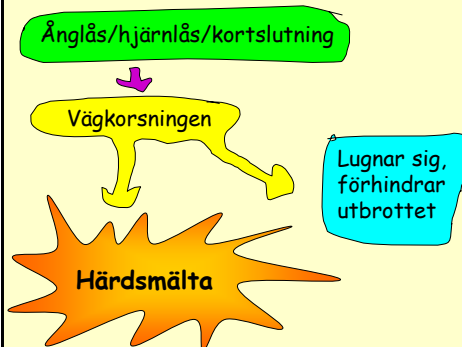 Ånglås/hjärnlås/kortslutning
Vägkorsningen
Lugnar sig,
förhindrar
utbrottet
Härdsmälta